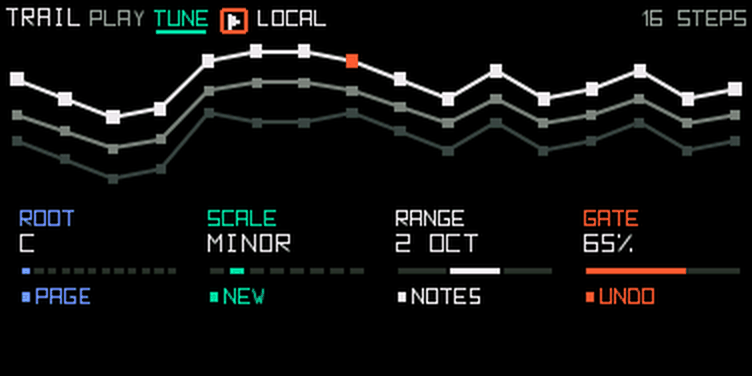 TRAIL PLAY TUNE LOCAL 16 STEPS
ROOT SCALE RANGE GATE
C MINOR 2 OCT 65%
PAGE NEW NOTES UNDO